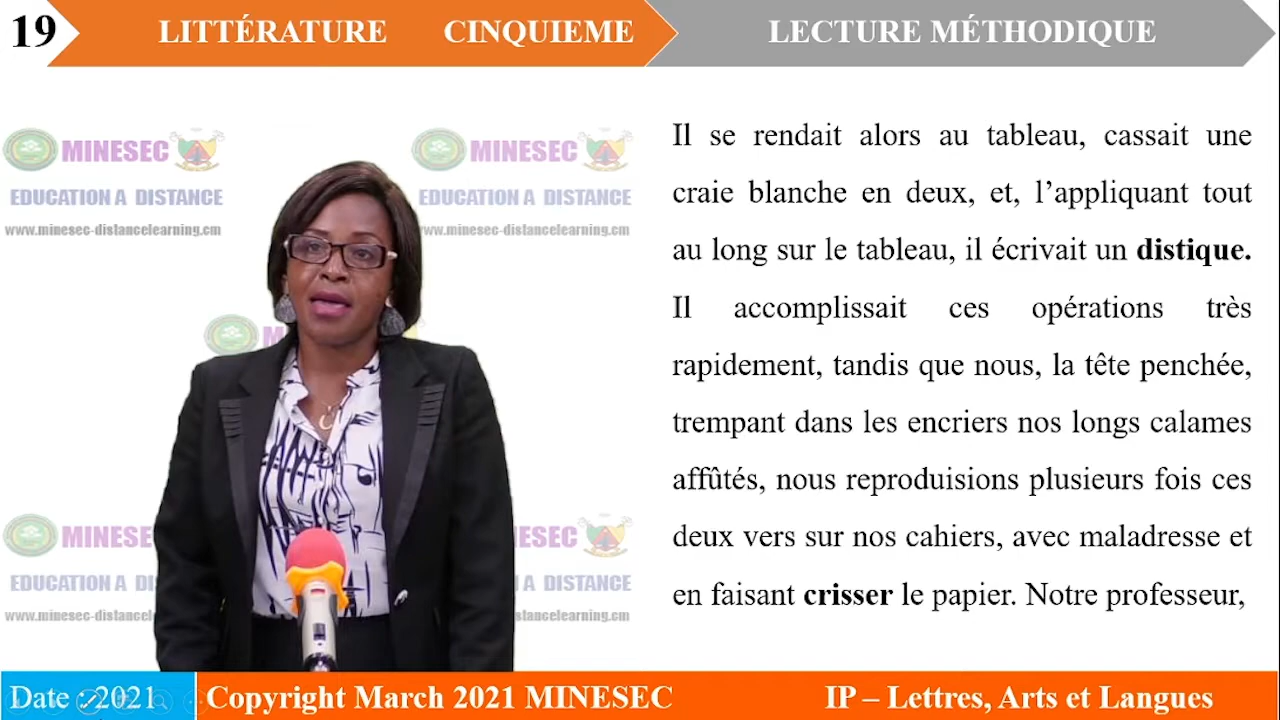 19
LITTÉRATURE CINQUIEME
LECTURE MÉTHODIQUE
MINESEC
EDUCATION A DISTANCE
www.minesec-distancelearning.cm
MINESEC
EDUCATION A DISTANCE
www.minesec-distancelearning.cm
Il se rendait alors au tableau, cassait une
craie blanche en deux, et, l’appliquant tout
au long sur le tableau, il écrivait un distique.
Il accomplissait ces opérations très
rapidement, tandis que nous, la tête penchée,
trempant dans les encriers nos longs calames
affûtés, nous reproduisions plusieurs fois ces
deux vers sur nos cahiers, avec maladresse et
en faisant crisser le papier. Notre professeur,
Date : 2021
Copyright March 2021 MINESEC
IP – Lettres, Arts et Langues